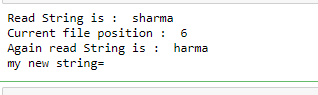 Read String is :  sharma
Current file position :  6
Again read String is :  harma
my new string=